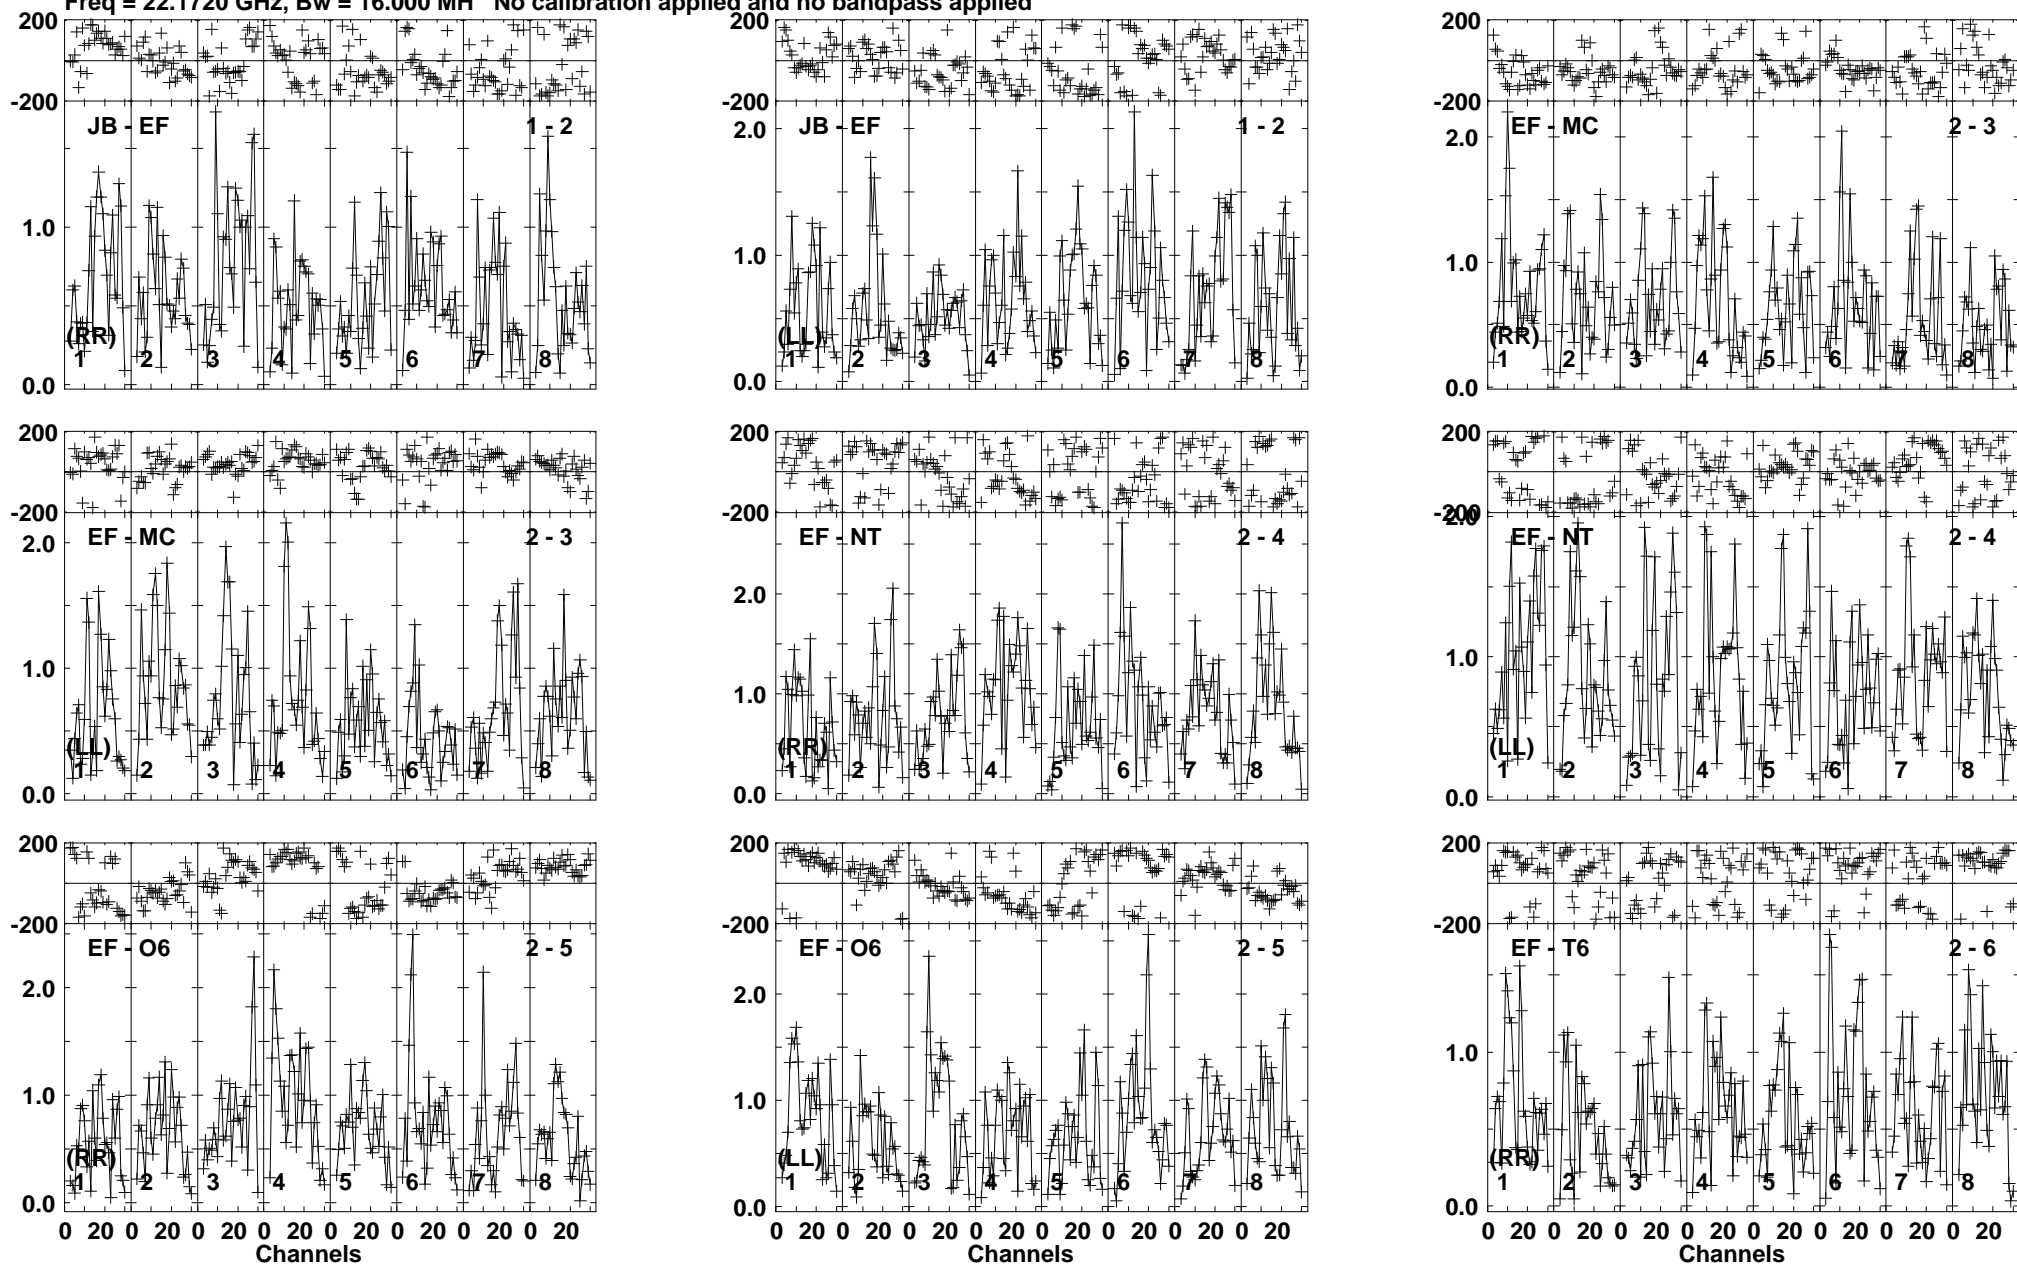 Freq = 22.1720 GHz, Bw = 16.000 MH No calibration applied and no bandpass applied
200 200 200
-200 -200 -200
JB - EF 1 - 2 JB - EF 1 - 2 EF - MC 2 - 3
2.0 2.0
1.0 1.0 1.0
(RR) (LL) (RR)
1 2 3 4 5 6 7 8 1 2 3 4 5 6 7 8 1 2 3 4 5 6 7 8
0.0 0.0 0.0
200 200 200
-200 -200 -200
2.0
EF - MC 2 - 3 EF - NT 2 - 4 EF - NT 2 - 4
2.0 2.0
1.0 1.0 1.0
(LL) (RR) (LL)
1 2 3 4 5 6 7 8 1 2 3 4 5 6 7 8 1 2 3 4 5 6 7 8
0.0 0.0 0.0
200 200 200
-200 -200 -200
EF - O6 2 - 5 EF - O6 2 - 5 EF - T6 2 - 6
2.0 2.0
1.0 1.0 1.0
(RR) (LL) (RR)
1 2 3 4 5 6 7 8 1 2 3 4 5 6 7 8 1 2 3 4 5 6 7 8
0.0 0.0 0.0
0 20 0 20 0 20 0 20 0 20 0 20 0 20 0 20 0 20 0 20 0 20 0 20 0 20 0 20 0 20 0 20 0 20 0 20 0 20 0 20 0 20 0 20 0 20 0 20
Channels Channels Channels